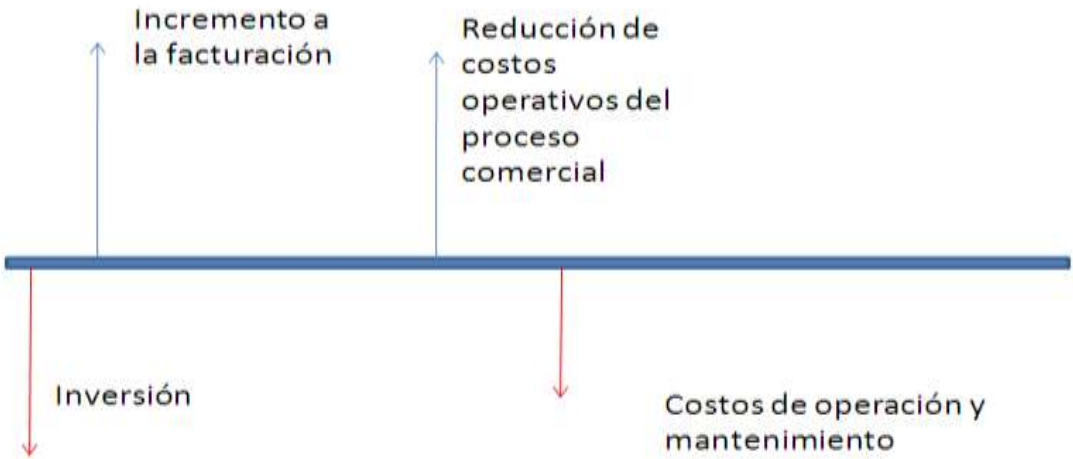 Incremento a
la facturación
Reducción de
costos
operativos del
proceso
comercial
Inversión
Costos de operación y
mantenimiento